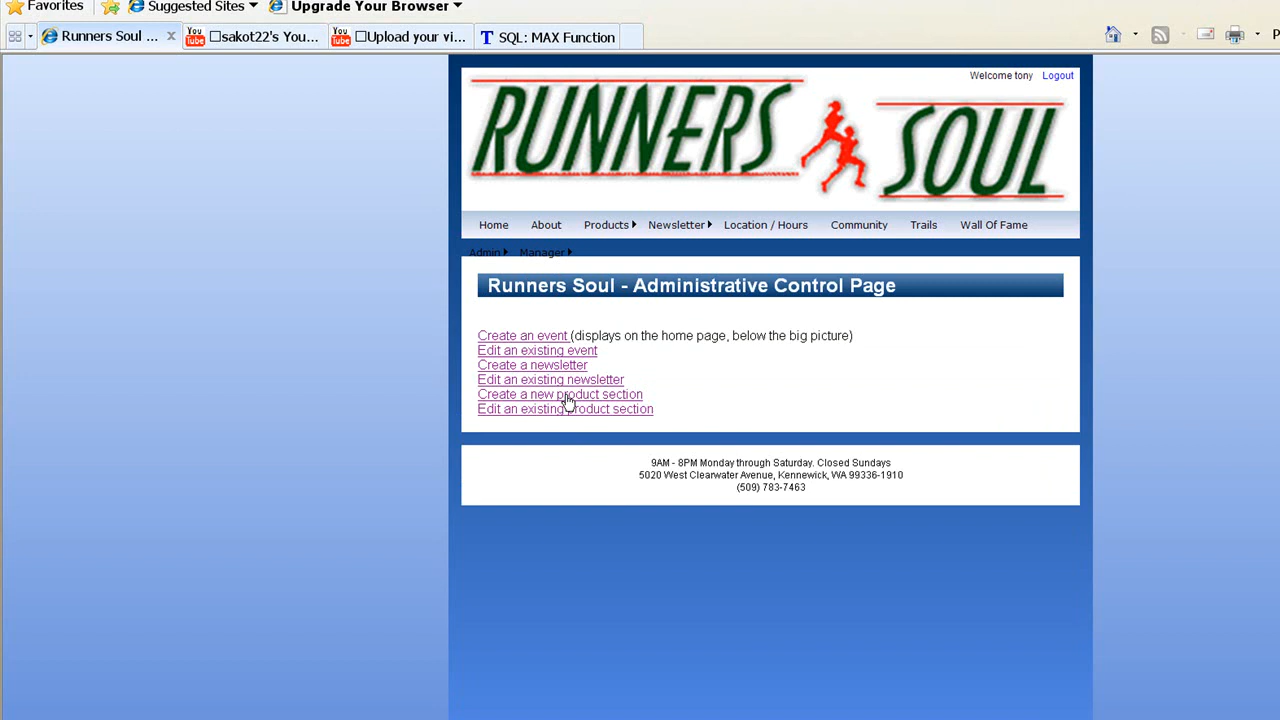 Favorites Suggested Sites Upgrade Your Browser
Runners Soul ... sakot22's You... Upload your vi... SQL: MAX Function
Welcome tony Logout
RUNNERS SOUL
Home About Products Newsletter Location / Hours Community Trails Wall Of Fame
Admin Manager
Runners Soul - Administrative Control Page
Create an event (displays on the home page, below the big picture)
Edit an existing event
Create a newsletter
Edit an existing newsletter
Create a new product section
Edit an existing product section
9AM - 8PM Monday through Saturday. Closed Sundays
5020 West Clearwater Avenue, Kennewick, WA 99336-1910
(509) 783-7463